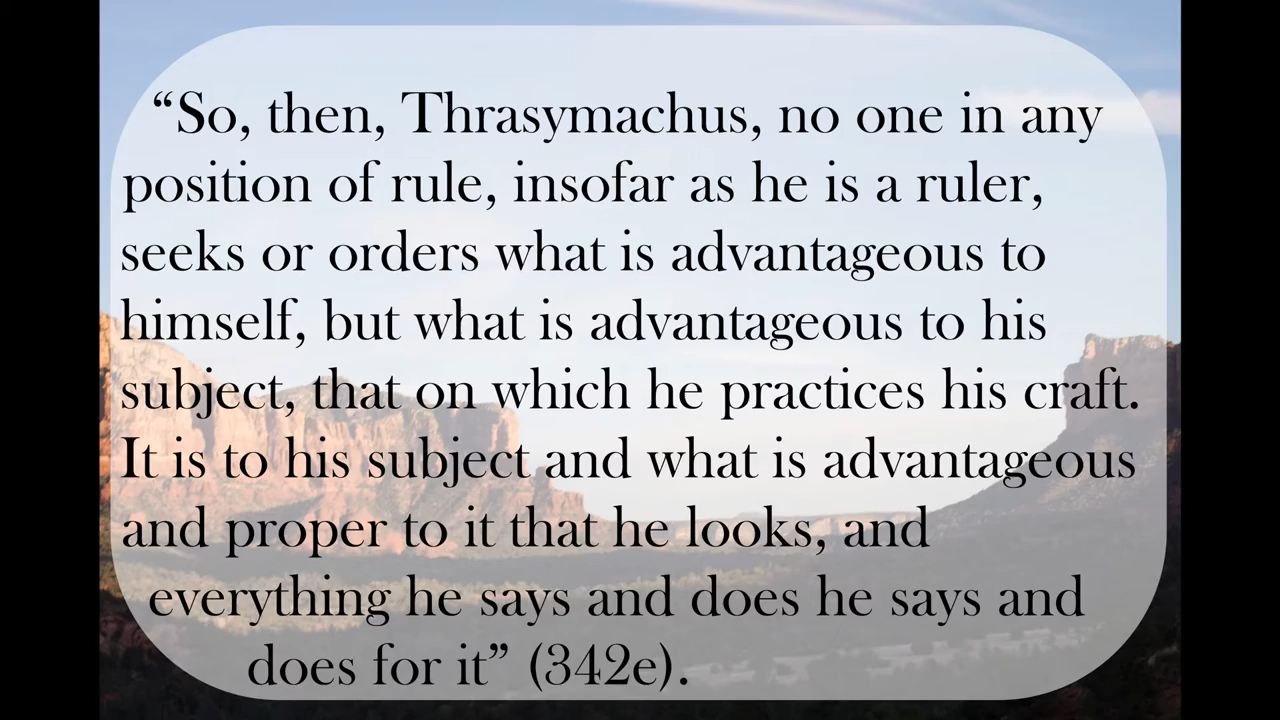 “So, then, Thrasymachus, no one in any
position of rule, insofar as he is a ruler,
seeks or orders what is advantageous to
himself, but what is advantageous to his
subject, that on which he practices his craft.
It is to his subject and what is advantageous
and proper to it that he looks, and
everything he says and does he says and
does for it” (342e).